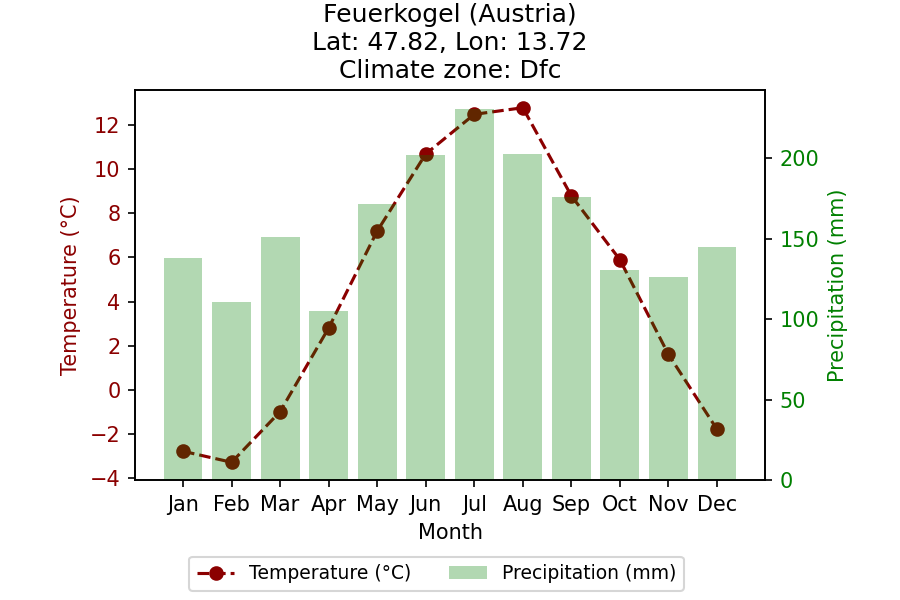 Feuerkogel (Austria)
Lat: 47.82, Lon: 13.72
Climate zone: Dfc
Temperature (°C)
12
10
8
6
4
2
0
−2
−4
200
150
100
50
0
Precipitation (mm)
Jan Feb Mar Apr May Jun Jul Aug Sep Oct Nov Dec
Month
Temperature (°C) Precipitation (mm)